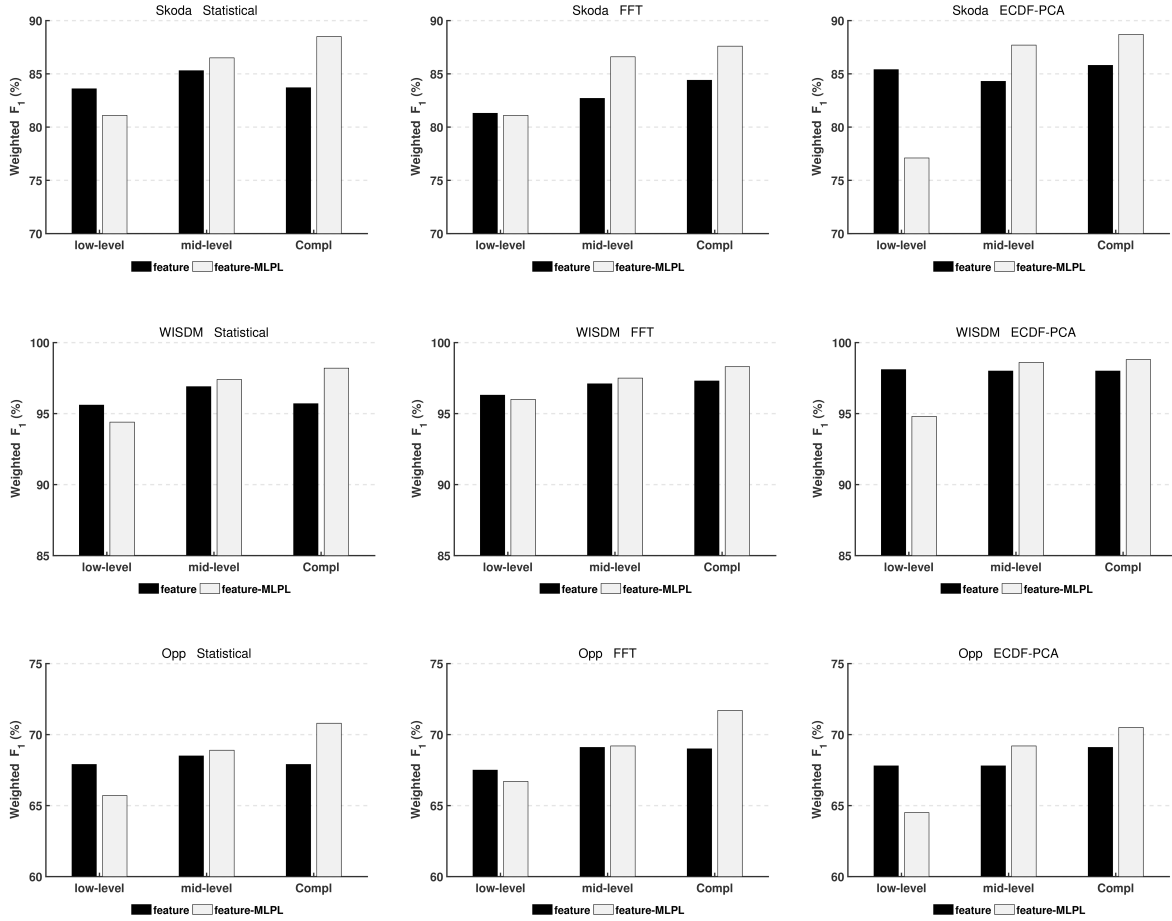 Skoda Statistical
Weighted F1 (%)
90
85
80
75
70
low-level mid-level Compl
feature feature-MLPL
Skoda FFT
Weighted F1 (%)
90
85
80
75
70
low-level mid-level Compl
feature feature-MLPL
Skoda ECDF-PCA
Weighted F1 (%)
90
85
80
75
70
low-level mid-level Compl
feature feature-MLPL
WISDM Statistical
Weighted F1 (%)
100
95
90
85
low-level mid-level Compl
feature feature-MLPL
WISDM FFT
Weighted F1 (%)
100
95
90
85
low-level mid-level Compl
feature feature-MLPL
WISDM ECDF-PCA
Weighted F1 (%)
100
95
90
85
low-level mid-level Compl
feature feature-MLPL
Opp Statistical
Weighted F1 (%)
75
70
65
60
low-level mid-level Compl
feature feature-MLPL
Opp FFT
Weighted F1 (%)
75
70
65
60
low-level mid-level Compl
feature feature-MLPL
Opp ECDF-PCA
Weighted F1 (%)
75
70
65
60
low-level mid-level Compl
feature feature-MLPL